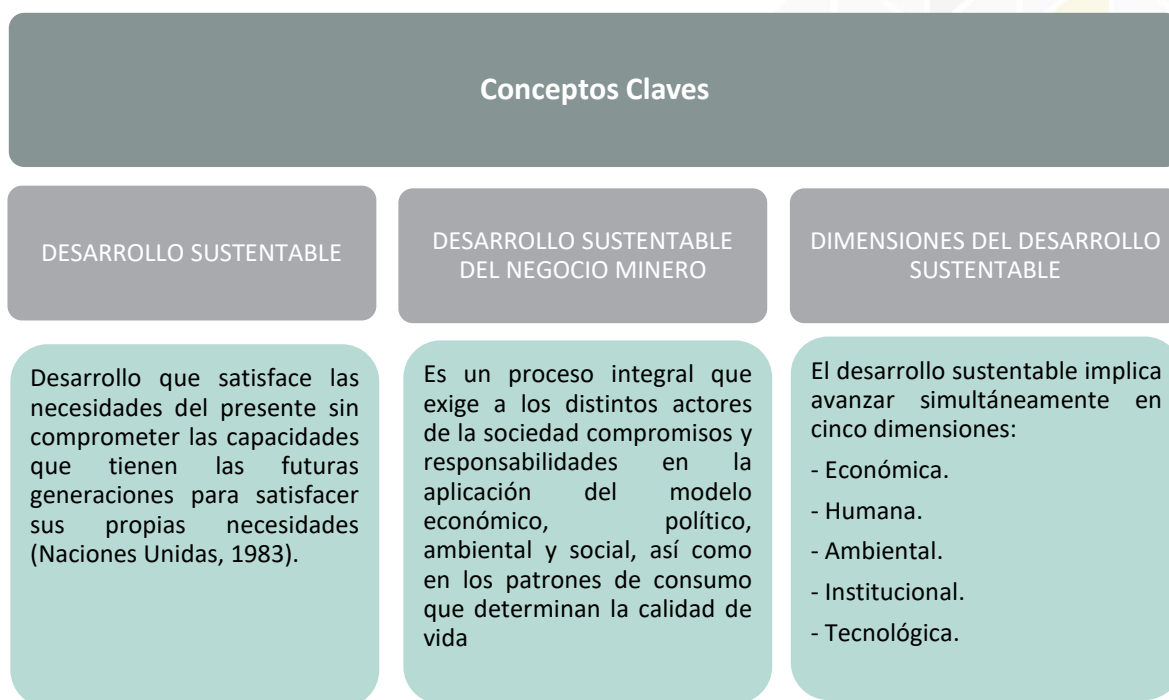 Conceptos Claves
DESARROLLO SUSTENTABLE
Desarrollo que satisface las
necesidades del presente sin
comprometer las capacidades
que tienen las futuras
generaciones para satisfacer
sus propias necesidades
(Naciones Unidas, 1983).
DESARROLLO SUSTENTABLE
DEL NEGOCIO MINERO
Es un proceso integral que
exige a los distintos actores
de la sociedad compromisos y
responsabilidades en la
aplicación del modelo
económico, político,
ambiental y social, así como
en los patrones de consumo
que determinan la calidad de
vida
DIMENSIONES DEL DESARROLLO
SUSTENTABLE
El desarrollo sustentable implica
avanzar simultáneamente en
cinco dimensiones:
- Económica.
- Humana.
- Ambiental.
- Institucional.
- Tecnológica.